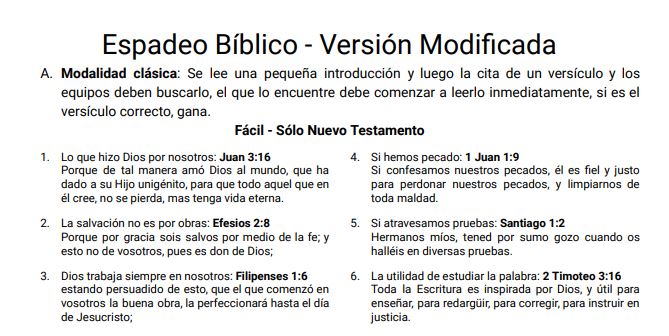 Espadeo Bíblico - Versión Modificada
A. Modalidad clásica: Se lee una pequeña introducción y luego la cita de un versículo y los
equipos deben buscarlo, el que lo encuentre debe comenzar a leerlo inmediatamente, si es el
versículo correcto, gana.
Fácil - Sólo Nuevo Testamento
1. Lo que hizo Dios por nosotros: Juan 3:16
Porque de tal manera amó Dios al mundo, que ha
dado a su Hijo unigénito, para que todo aquel que en
él cree, no se pierda, mas tenga vida eterna.
2. La salvación no es por obras: Efesios 2:8
Porque por gracia sois salvos por medio de la fe; y
esto no de vosotros, pues es don de Dios;
3. Dios trabaja siempre en nosotros: Filipenses 1:6
estando persuadido de esto, que el que comenzó en
vosotros la buena obra, la perfeccionará hasta el día
de Jesucristo;
4. Si hemos pecado: 1 Juan 1:9
Si confesamos nuestros pecados, él es fiel y justo
para perdonar nuestros pecados, y limpiarnos de
toda maldad.
5. Si atravesamos pruebas: Santiago 1:2
Hermanos míos, tened por sumo gozo cuando os
halléis en diversas pruebas.
6. La utilidad de estudiar la palabra: 2 Timoteo 3:16
Toda la Escritura es inspirada por Dios, y útil para
enseñar, para redargüir, para corregir, para instruir en
justicia.